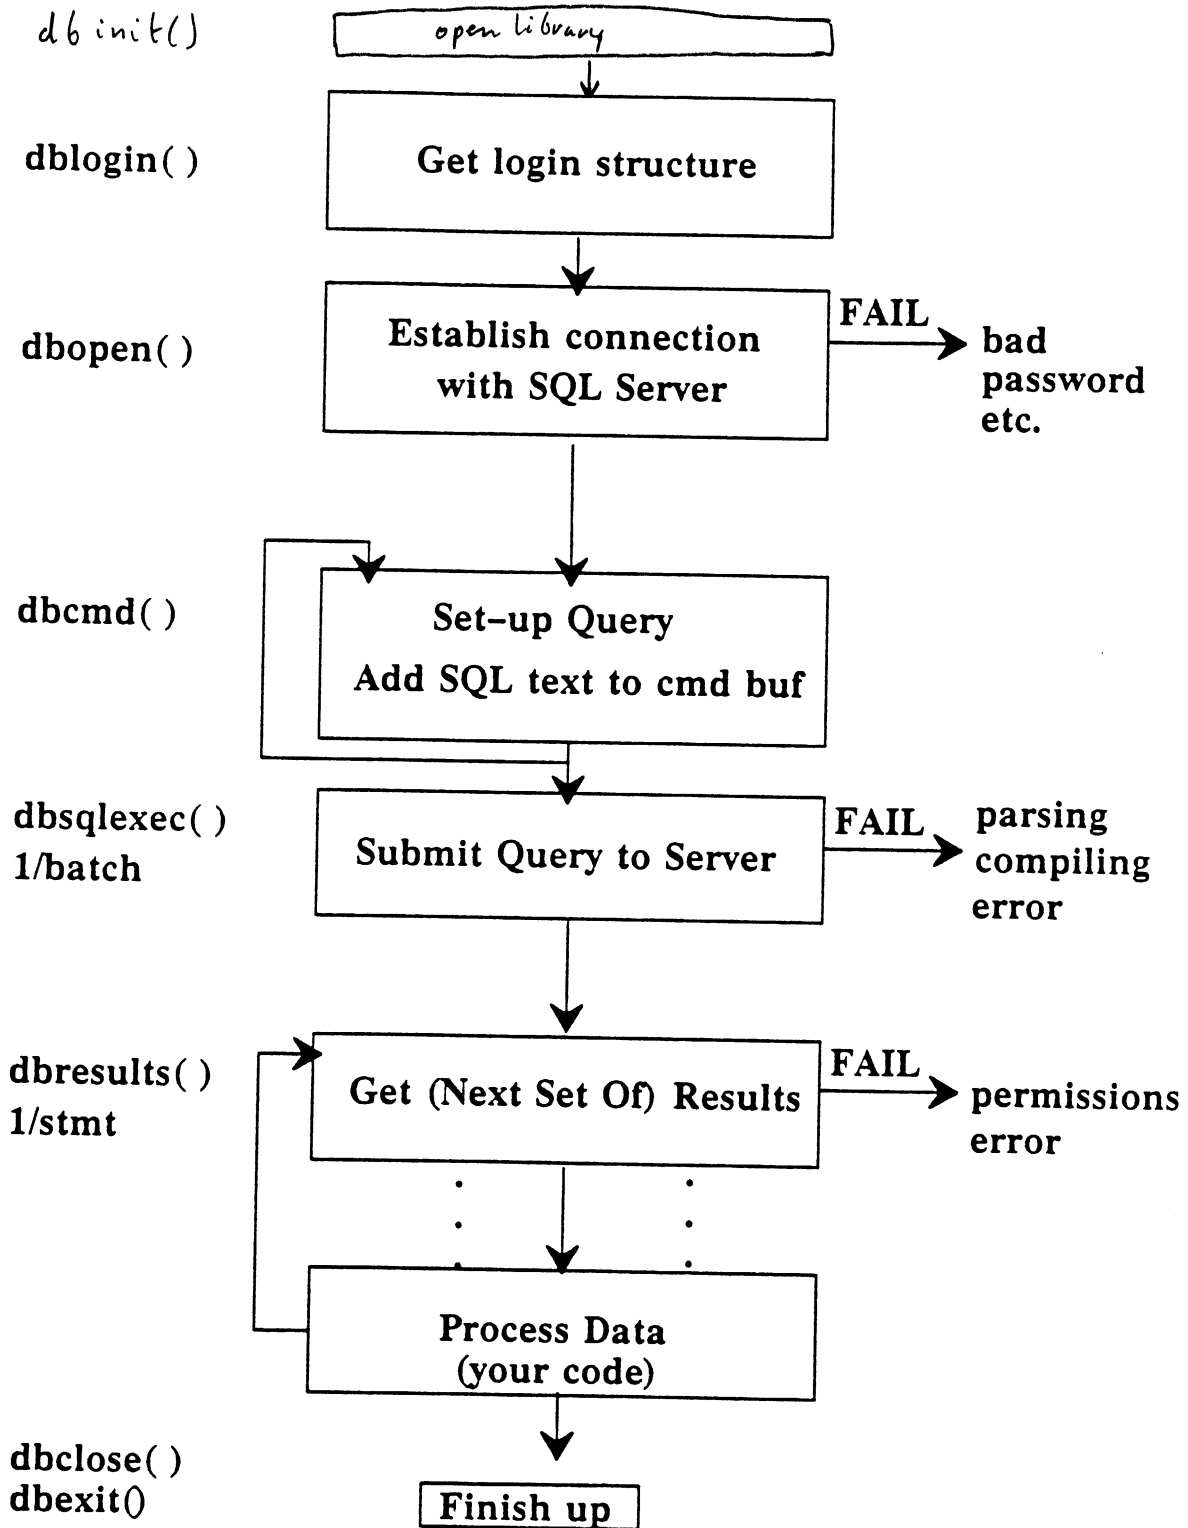 db init()
open library
dblogin( )
Get login structure
dbopen( )
Establish connection
with SQL Server
FAIL
bad
password
etc.
dbcmd( )
Set-up Query
Add SQL text to cmd buf
dbsqlexec( )
1/batch
Submit Query to Server
FAIL
parsing
compiling
error
dbresults( )
1/stmt
Get (Next Set Of) Results
FAIL
permissions
error
Process Data
(your code)
dbclose( )
dbexit()
Finish up